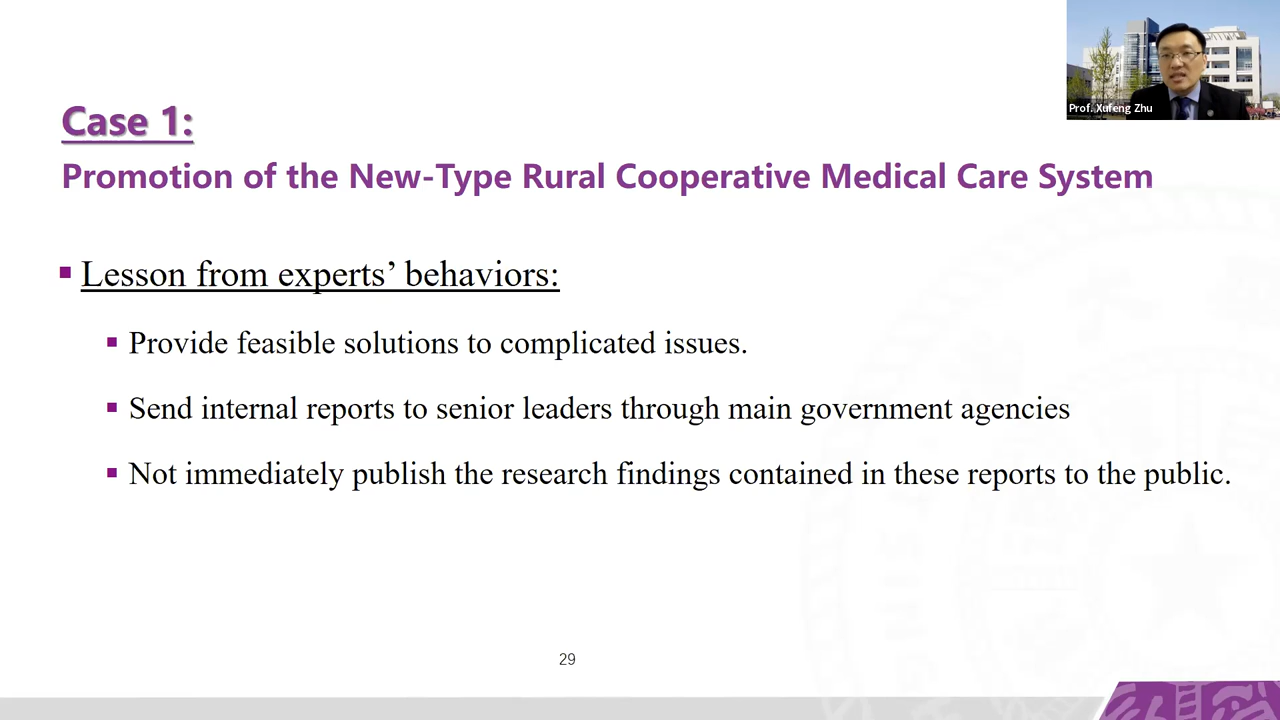 Prof. Xufeng Zhu
Case 1:
Promotion of the New-Type Rural Cooperative Medical Care System
Lesson from experts’ behaviors:
Provide feasible solutions to complicated issues.
Send internal reports to senior leaders through main government agencies
Not immediately publish the research findings contained in these reports to the public.
29